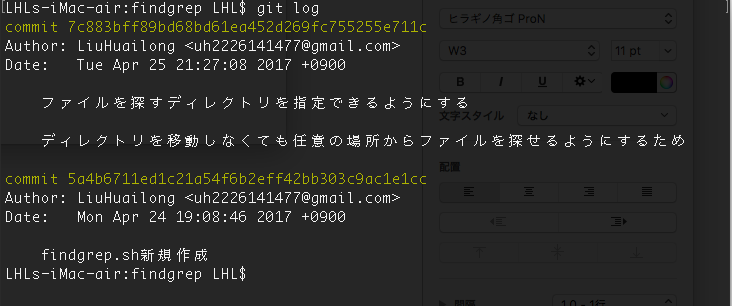 [LHLs-iMac-air:findgrep LHL$ git log ]
commit 7c883bff89bd68bd61ea452d269fc755255e711c
Author: LiuHuailong <uh2226141477@gmail.com>
Date:   Tue Apr 25 21:27:08 2017 +0900
ファイルを探すディレクトリを指定できるようにする
ディレクトリを移動しなくても任意の場所からファイルを探せるようにするため
commit 5a4b6711ed1c21a54f6b2eff42bb303c9ac1e1cc
Author: LiuHuailong <uh2226141477@gmail.com>
Date:   Mon Apr 24 19:08:46 2017 +0900
findgrep.sh新規作成
LHLs-iMac-air:findgrep LHL$
ヒラギノ角ゴ ProN
W3 11 pt
B I U
文字スタイル なし
配置
間隔 1.0 - 1行